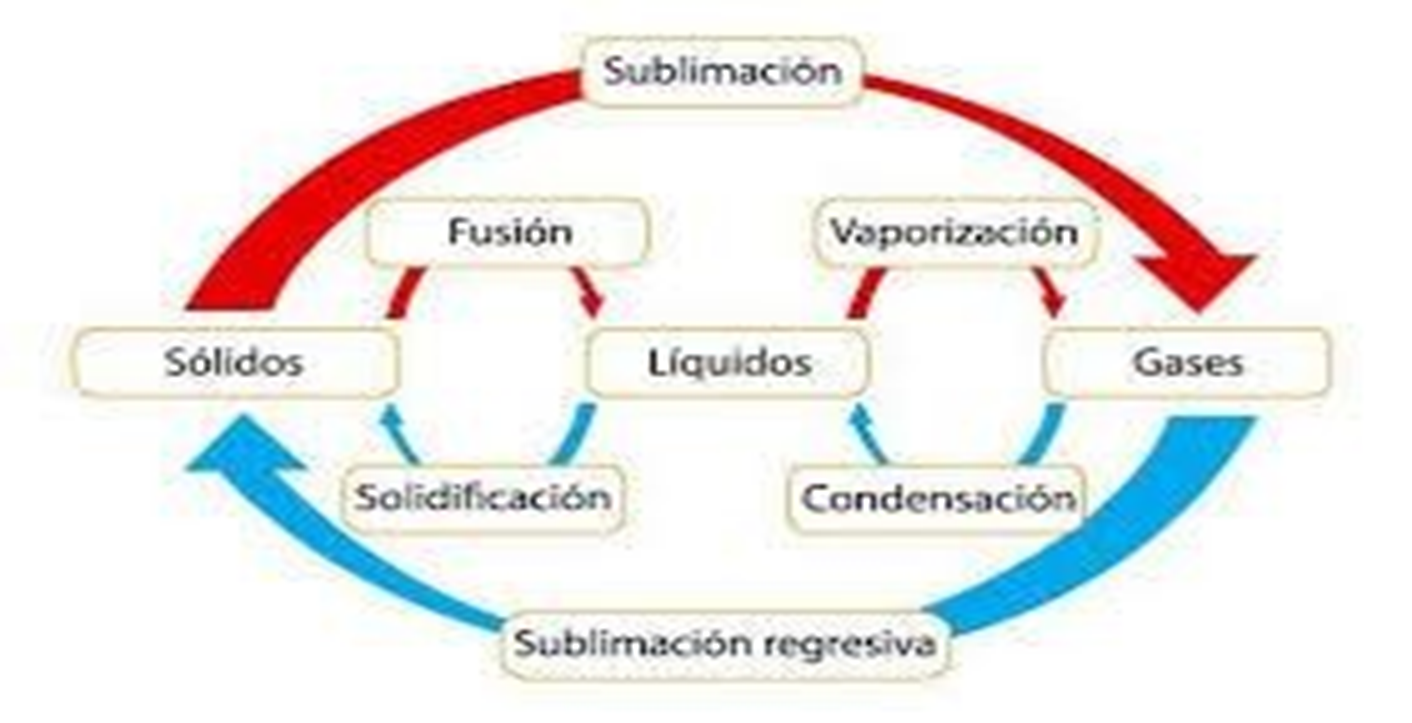 Sublimación
Fusión
Vaporización
Sólidos
Líquidos
Gases
Solidificación
Condensación
Sublimación regresiva